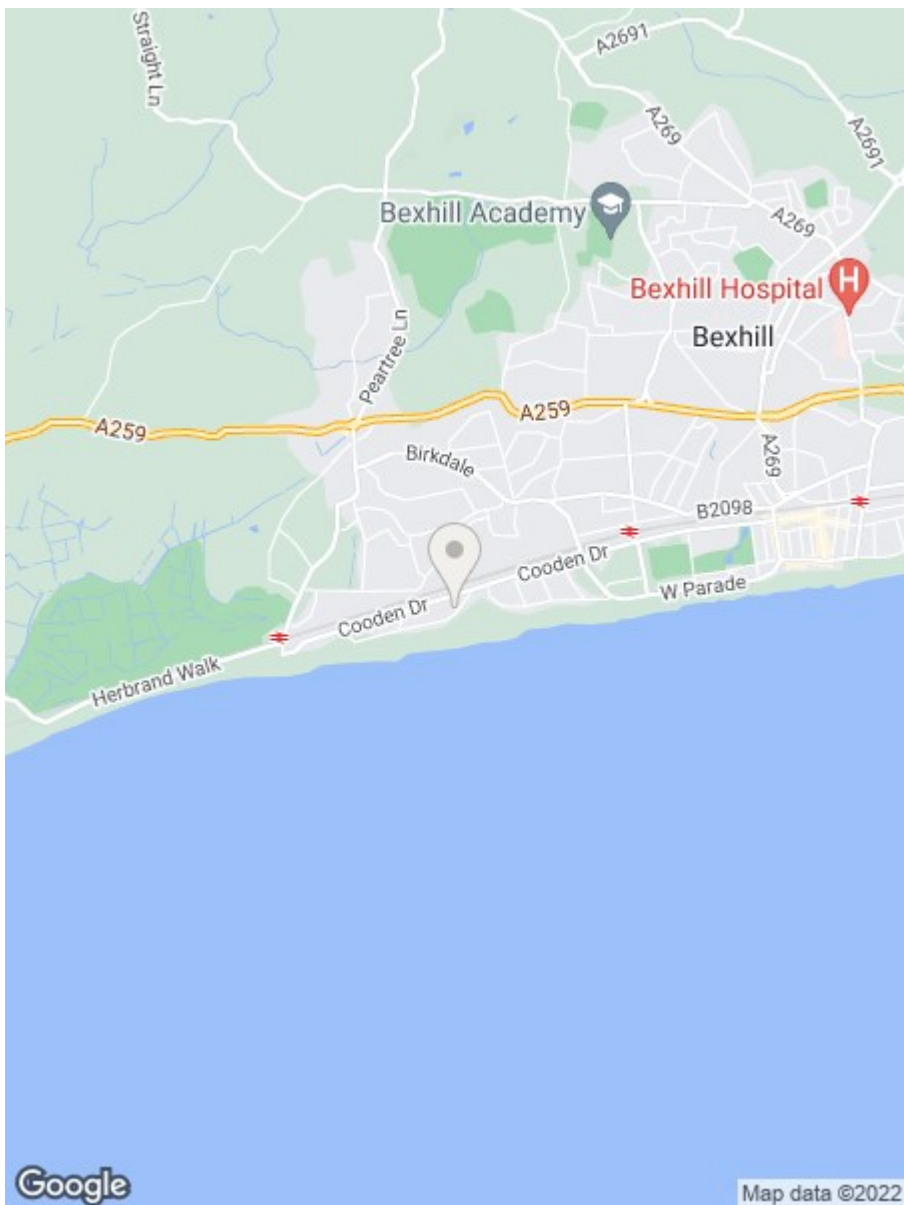 Straight Ln
A2691
A269
A2691
Bexhill Academy
A269
Bexhill Hospital
H
Bexhill
Peartree Ln
A259
A259
Birkdale
A269
B2098
Cooden Dr
Cooden Dr
W Parade
Herbrand Walk
Google
Map data ©2022